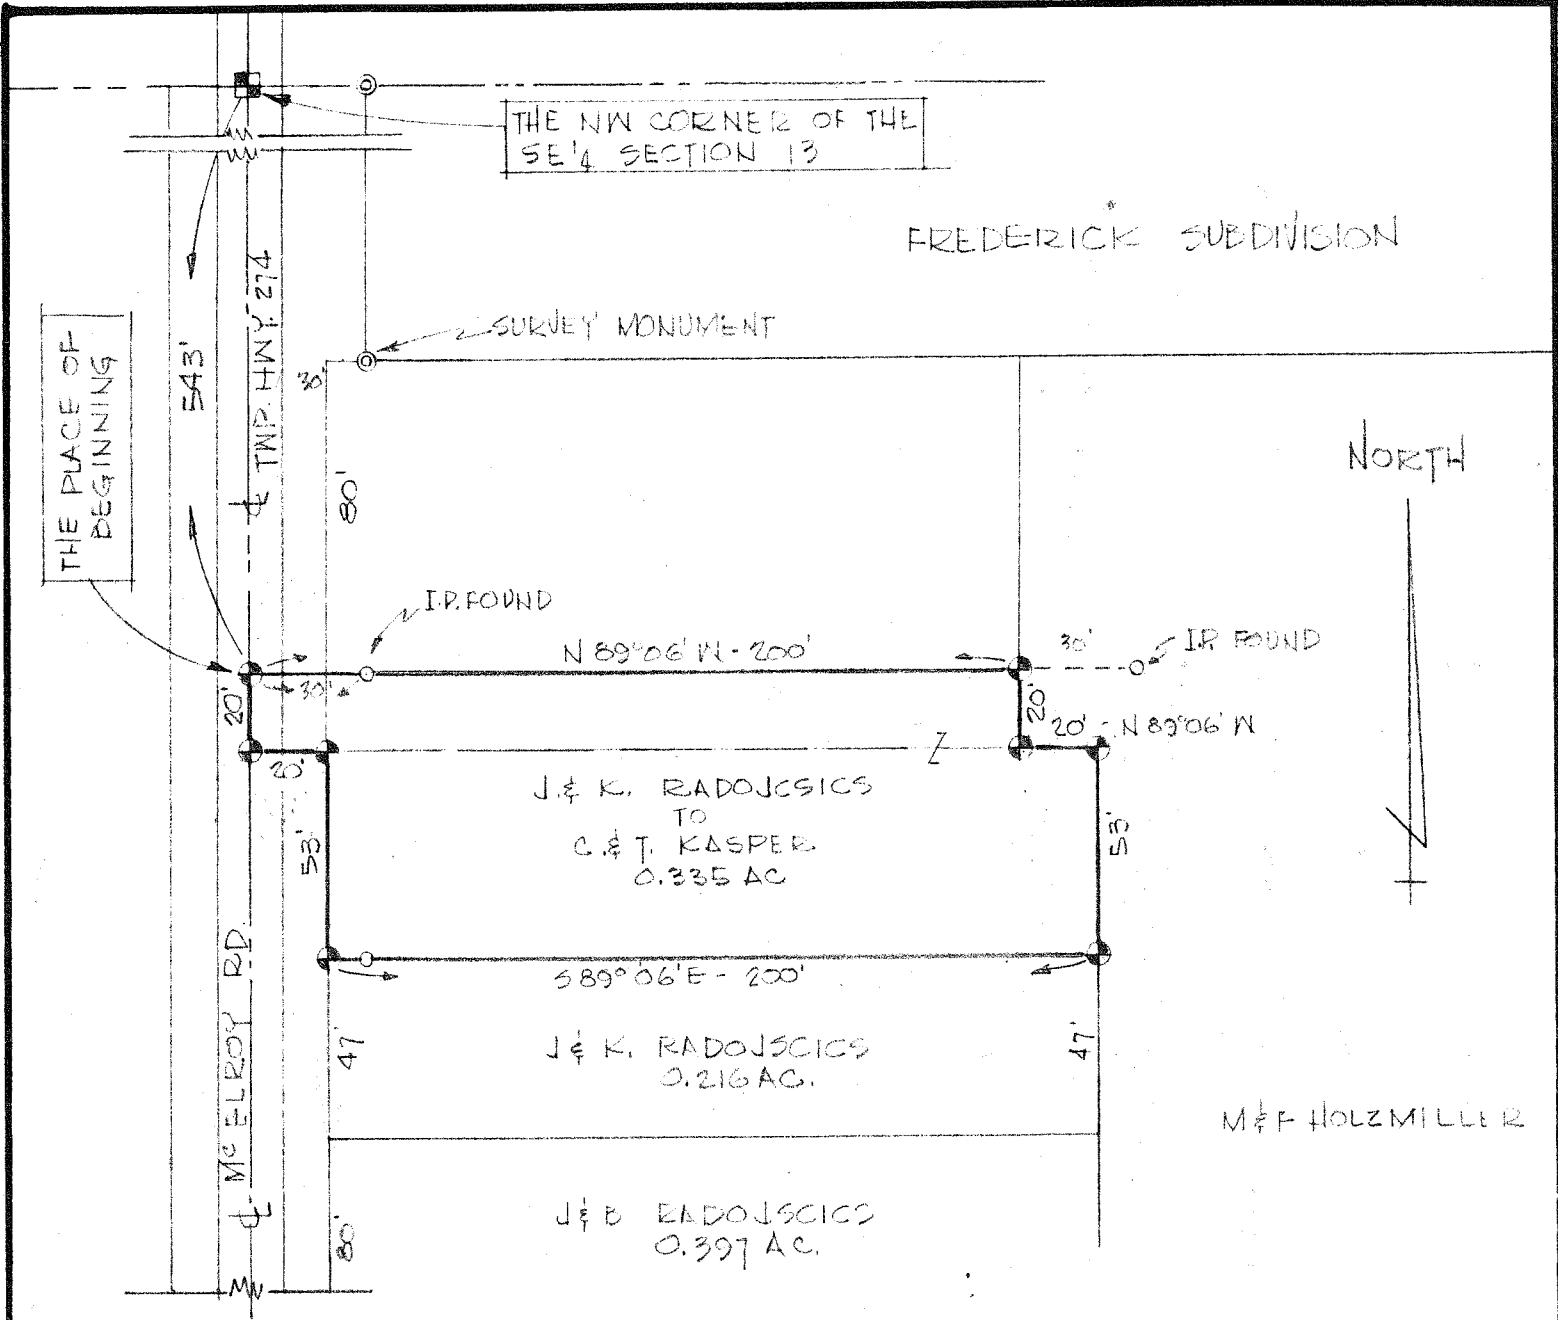 THE NW CORNER OF THE
SE 1/4 SECTION 13
FREDERICK SUBDIVISION
SURVEY MONUMENT
30'
THE PLACE OF
BEGINNING
543'
℄ TWP. HWY. 274
80'
NORTH
I.P. FOUND
N 89°06' W - 200'
30'
I.P. FOUND
30'
20'
20'
20' - N 89°06' W
20'
J. & K. RADOJCSICS
TO
C. & T. KASPER
0.335 AC
53'
53'
S 89°06' E - 200'
℄ McELROY RD.
47'
J & K. RADOJSCICS
0.216 AC.
47'
M & F HOLZMILLER
J & B RADOJSCICS
0.397 AC.
80'